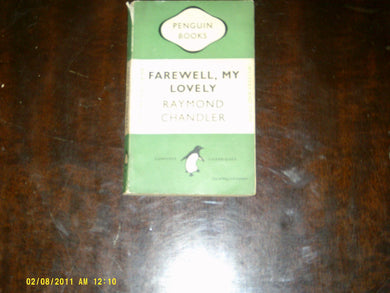 PENGUIN
BOOKS
FAREWELL, MY
LOVELY
RAYMOND
CHANDLER
02/08/2011 AM 12:10